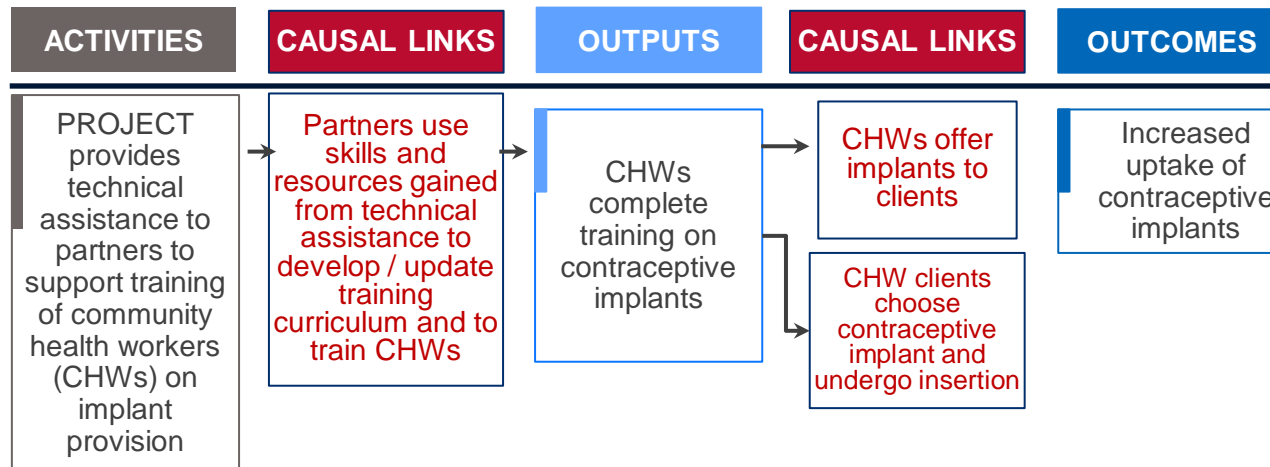 ACTIVITIES
CAUSAL LINKS
OUTPUTS
CAUSAL LINKS
OUTCOMES
PROJECT
provides
technical
assistance to
partners to
support training
of community
health workers
(CHWs) on
implant
provision
Partners use
skills and
resources gained
from technical
assistance to
develop / update
training
curriculum and to
train CHWs
CHWs
complete
training on
contraceptive
implants
CHWs offer
implants to
clients
CHW clients
choose
contraceptive
implant and
undergo insertion
Increased
uptake of
contraceptive
implants